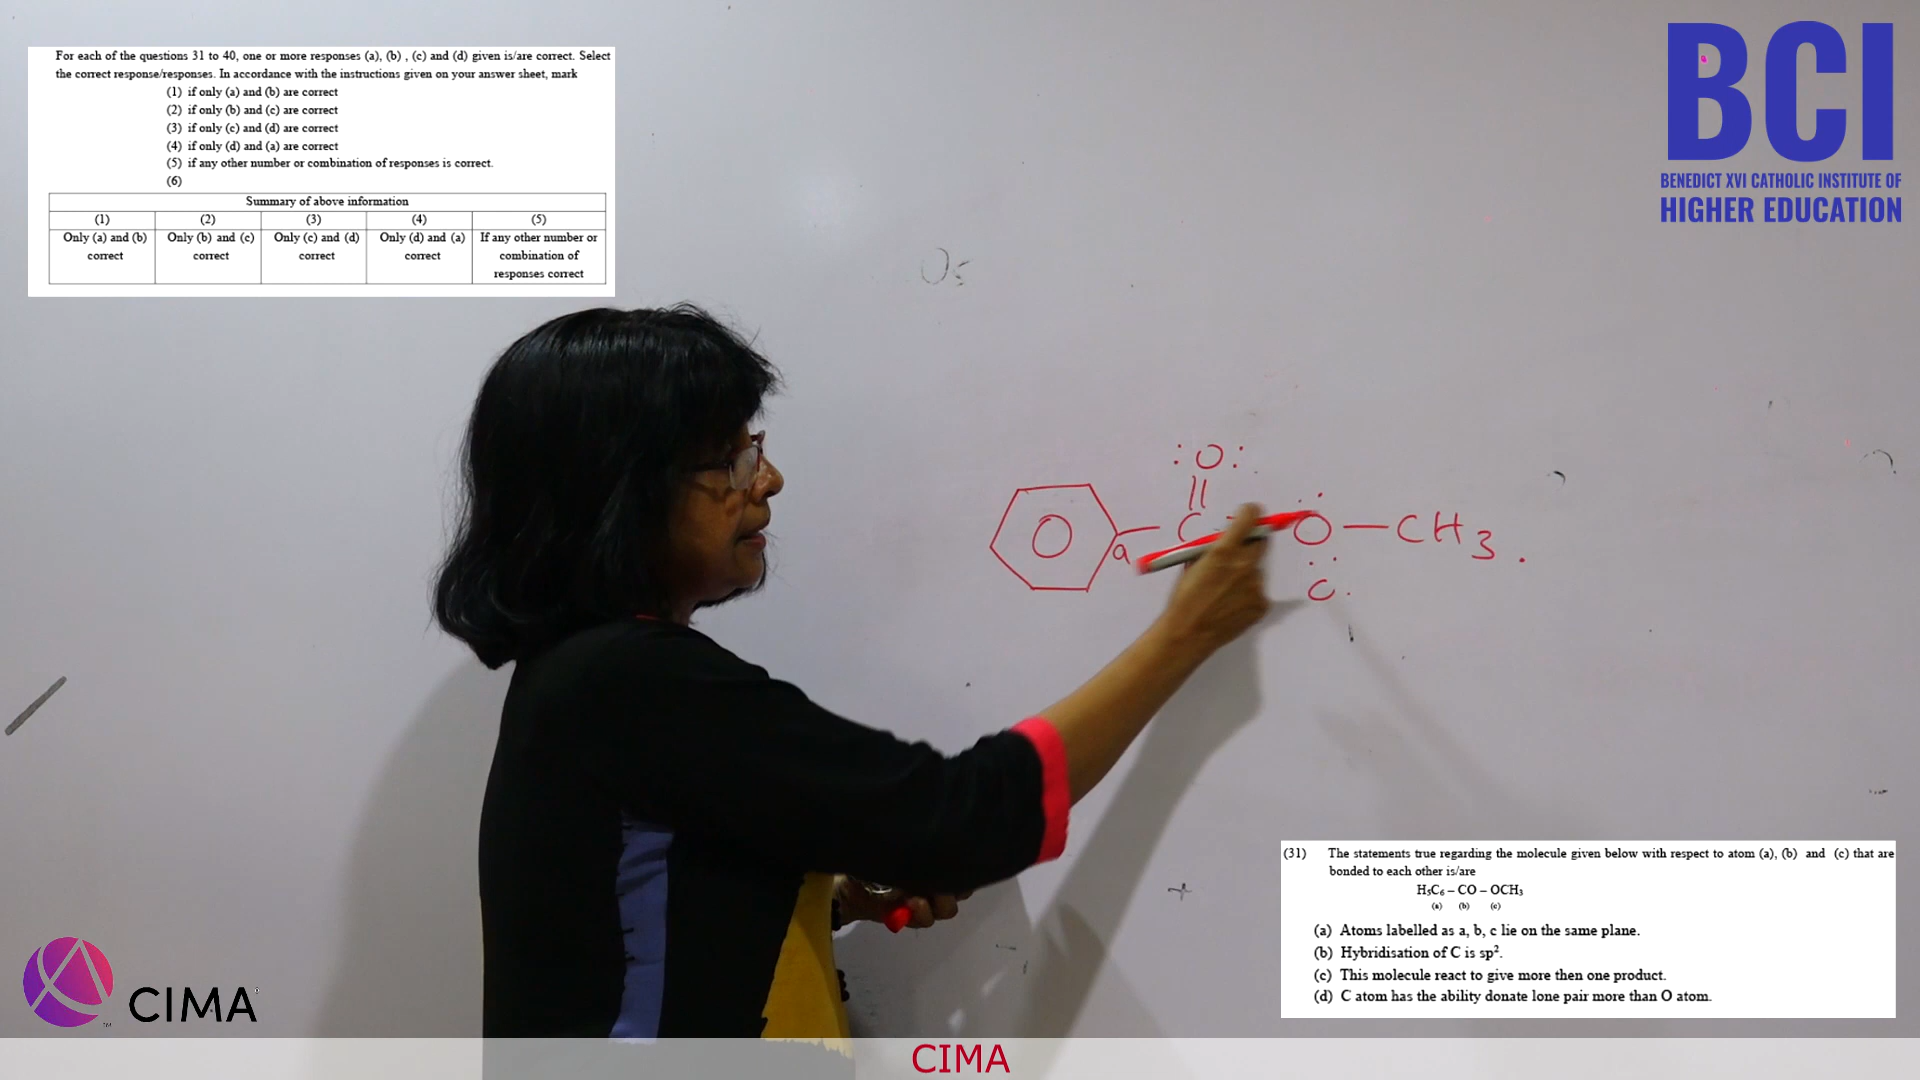 For each of the questions 31 to 40, one or more responses (a), (b) , (c) and (d) given is/are correct. Select
the correct response/responses. In accordance with the instructions given on your answer sheet, mark
(1) if only (a) and (b) are correct
(2) if only (b) and (c) are correct
(3) if only (c) and (d) are correct
(4) if only (d) and (a) are correct
(5) if any other number or combination of responses is correct.
(6)
Summary of above information
(1) (2) (3) (4) (5)
Only (a) and (b) Only (b) and (c) Only (c) and (d) Only (d) and (a) If any other number or
correct correct correct correct combination of
responses correct
BCI
BENEDICT XVI CATHOLIC INSTITUTE OF
HIGHER EDUCATION
:O:
C O — CH3.
a
c.
(31) The statements true regarding the molecule given below with respect to atom (a), (b) and (c) that are
bonded to each other is/are
H5C6 – CO – OCH3
(a) (b) (c)
(a) Atoms labelled as a, b, c lie on the same plane.
(b) Hybridisation of C is sp².
(c) This molecule react to give more then one product.
(d) C atom has the ability donate lone pair more than O atom.
CIMA
CIMA